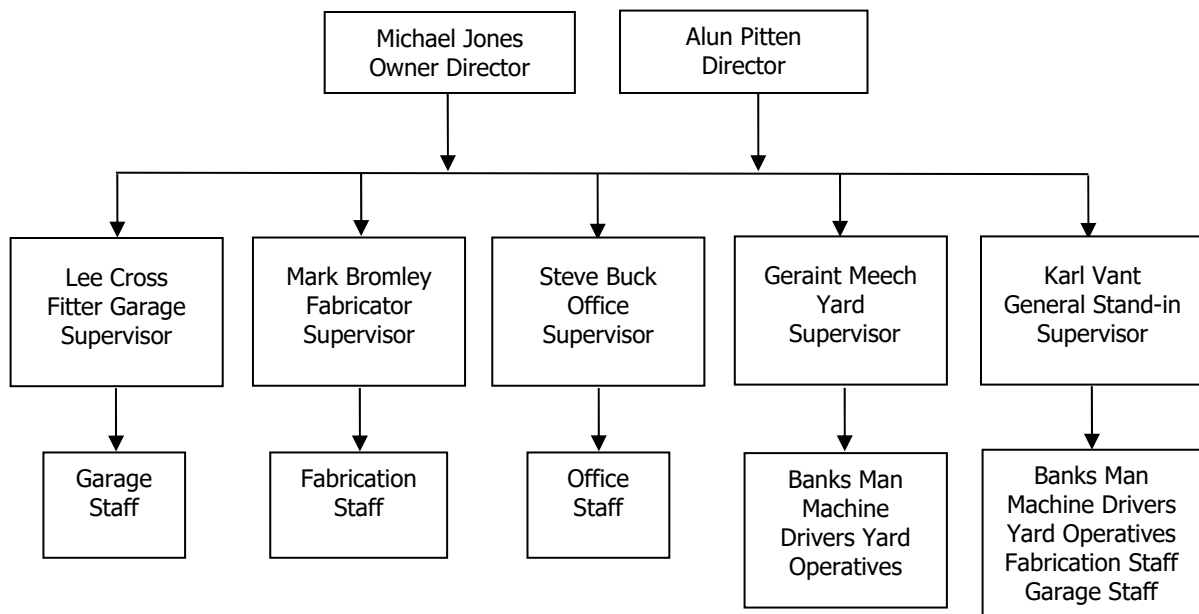 Michael Jones
Owner Director
Alun Pitten
Director
Lee Cross
Fitter Garage
Supervisor
Mark Bromley
Fabricator
Supervisor
Steve Buck
Office
Supervisor
Geraint Meech
Yard
Supervisor
Karl Vant
General Stand-in
Supervisor
Garage
Staff
Fabrication
Staff
Office
Staff
Banks Man
Machine
Drivers Yard
Operatives
Banks Man
Machine Drivers
Yard Operatives
Fabrication Staff
Garage Staff